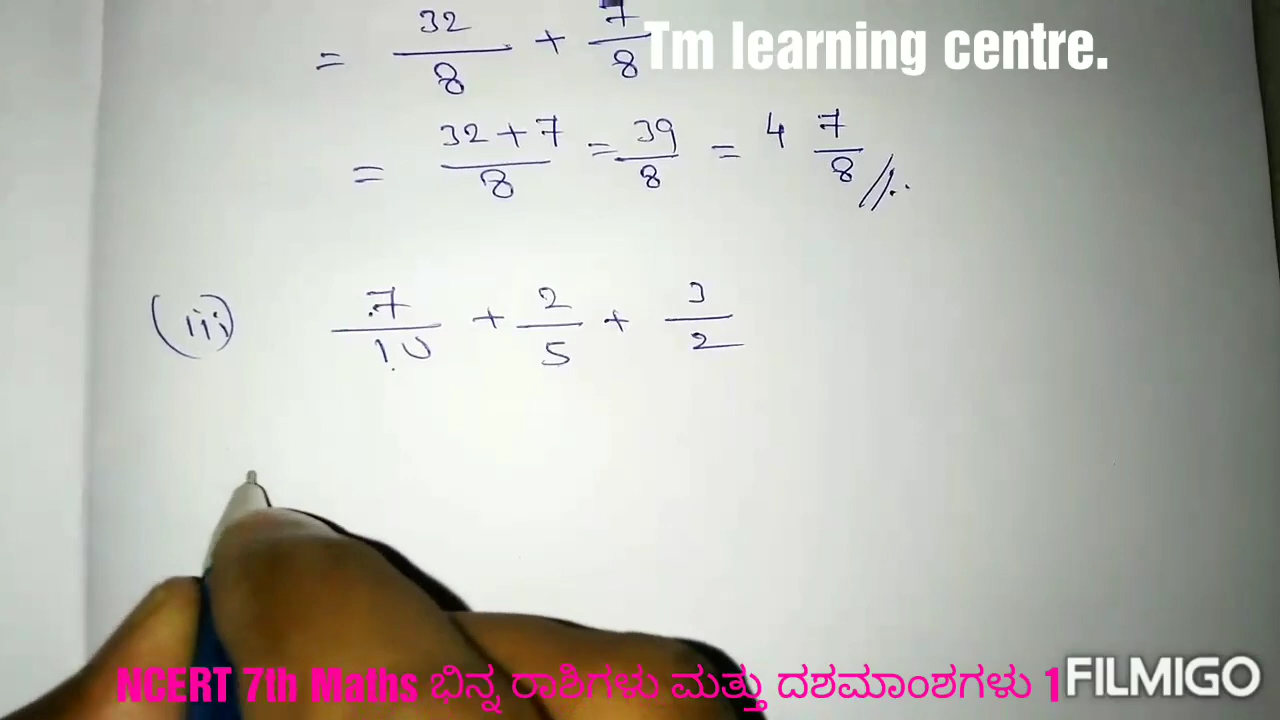 = 32/8 + 7/8 Tm learning centre.
= 32+7/8 = 39/8 = 4 7/8 //.
(iii) 7/10 + 2/5 + 3/2
NCERT 7th Maths ಭಿನ್ನ ರಾಶಿಗಳು ಮತ್ತು ದಶಮಾಂಶಗಳು 1 FILMIGO